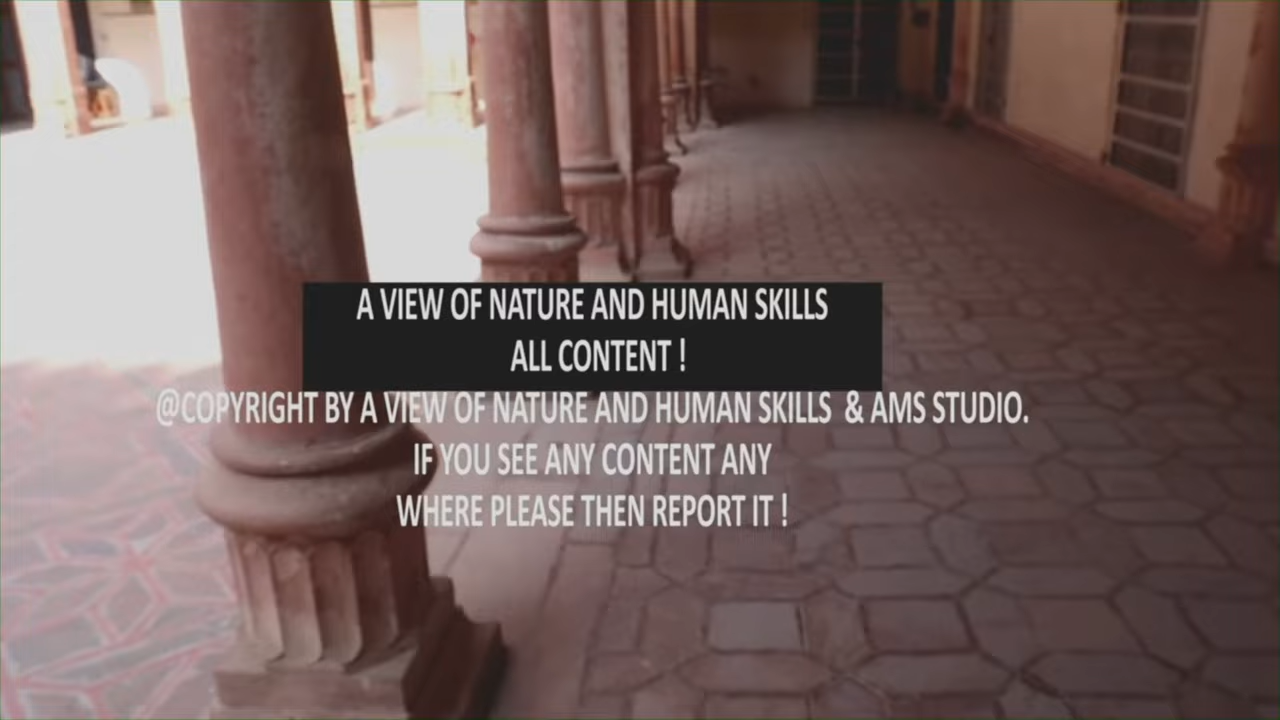 A VIEW OF NATURE AND HUMAN SKILLS
ALL CONTENT !
@COPYRIGHT BY A VIEW OF NATURE AND HUMAN SKILLS & AMS STUDIO.
IF YOU SEE ANY CONTENT ANY
WHERE PLEASE THEN REPORT IT !